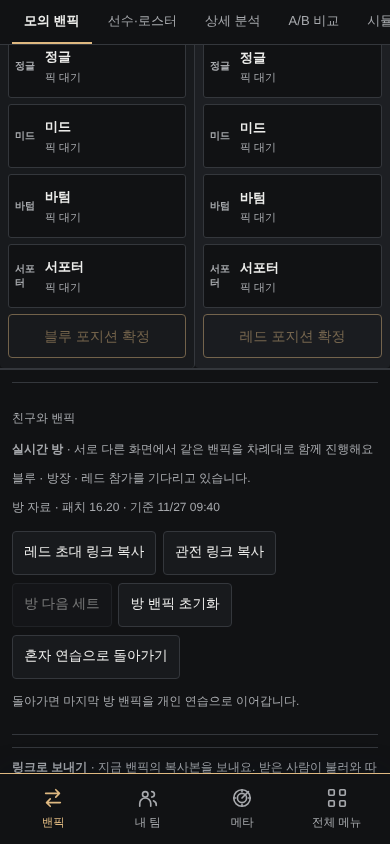 모의 밴픽 선수·로스터 상세 분석 A/B 비교 시뮬
정글 정글 픽 대기 정글 정글 픽 대기
미드 미드 픽 대기 미드 미드 픽 대기
바텀 바텀 픽 대기 바텀 바텀 픽 대기
서포터 서포터 픽 대기 서포터 서포터 픽 대기
블루 포지션 확정 레드 포지션 확정
친구와 밴픽
실시간 방 · 서로 다른 화면에서 같은 밴픽을 차례대로 함께 진행해요
블루 · 방장 · 레드 참가를 기다리고 있습니다.
방 자료 · 패치 16.20 · 기준 11/27 09:40
레드 초대 링크 복사 관전 링크 복사
방 다음 세트 방 밴픽 초기화
혼자 연습으로 돌아가기
돌아가면 마지막 방 밴픽을 개인 연습으로 이어갑니다.
링크로 보내기 · 지금 밴픽의 복사본을 보내요. 받은 사람이 불러와 따
밴픽 내 팀 메타 전체 메뉴